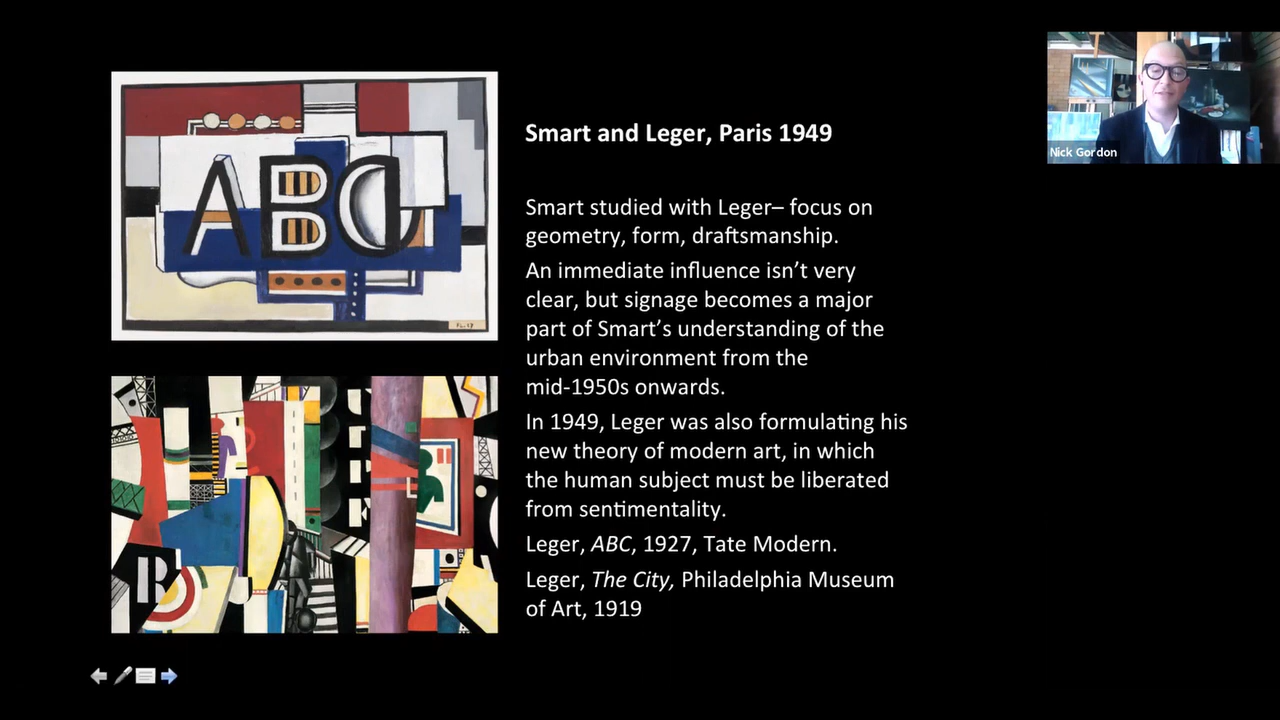 ABC
FL.27
Smart and Leger, Paris 1949
Smart studied with Leger– focus on
geometry, form, draftsmanship.
An immediate influence isn’t very
clear, but signage becomes a major
part of Smart’s understanding of the
urban environment from the
mid-1950s onwards.
In 1949, Leger was also formulating his
new theory of modern art, in which
the human subject must be liberated
from sentimentality.
Leger, ABC, 1927, Tate Modern.
Leger, The City, Philadelphia Museum
of Art, 1919
Nick Gordon